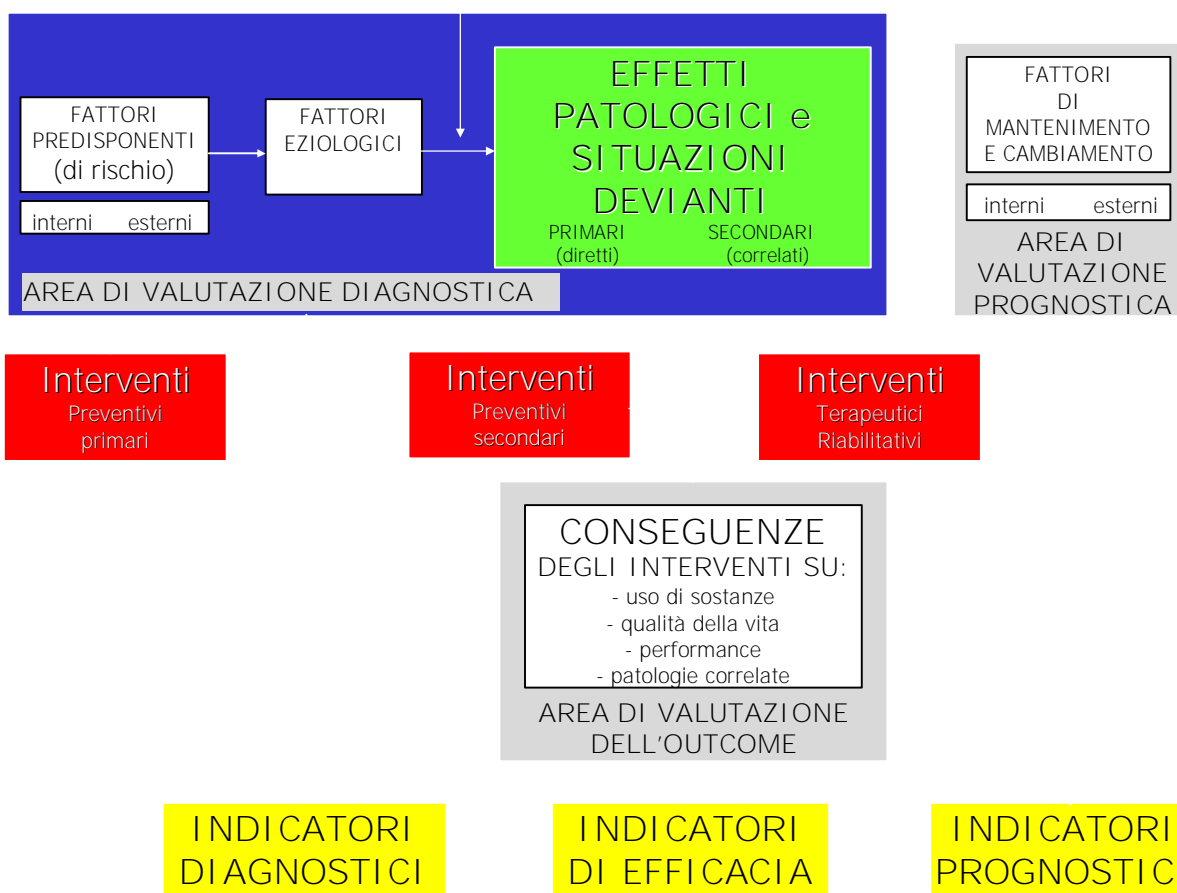 FATTORI
PREDISPONENTI
(di rischio)
interni esterni
FATTORI
EZIOLOGICI
EFFETTI
PATOLOGICI e
SITUAZIONI
DEVIANTI
PRIMARI SECONDARI
(diretti) (correlati)
AREA DI VALUTAZIONE DIAGNOSTICA
FATTORI
DI
MANTENIMENTO
E CAMBIAMENTO
interni esterni
AREA DI
VALUTAZIONE
PROGNOSTICA
Interventi
Preventivi
primari
Interventi
Preventivi
secondari
Interventi
Terapeutici
Riabilitativi
CONSEGUENZE
DEGLI INTERVENTI SU:
- uso di sostanze
- qualità della vita
- performance
- patologie correlate
AREA DI VALUTAZIONE
DELL'OUTCOME
INDICATORI
DIAGNOSTICI
INDICATORI
DI EFFICACIA
INDICATORI
PROGNOSTIC